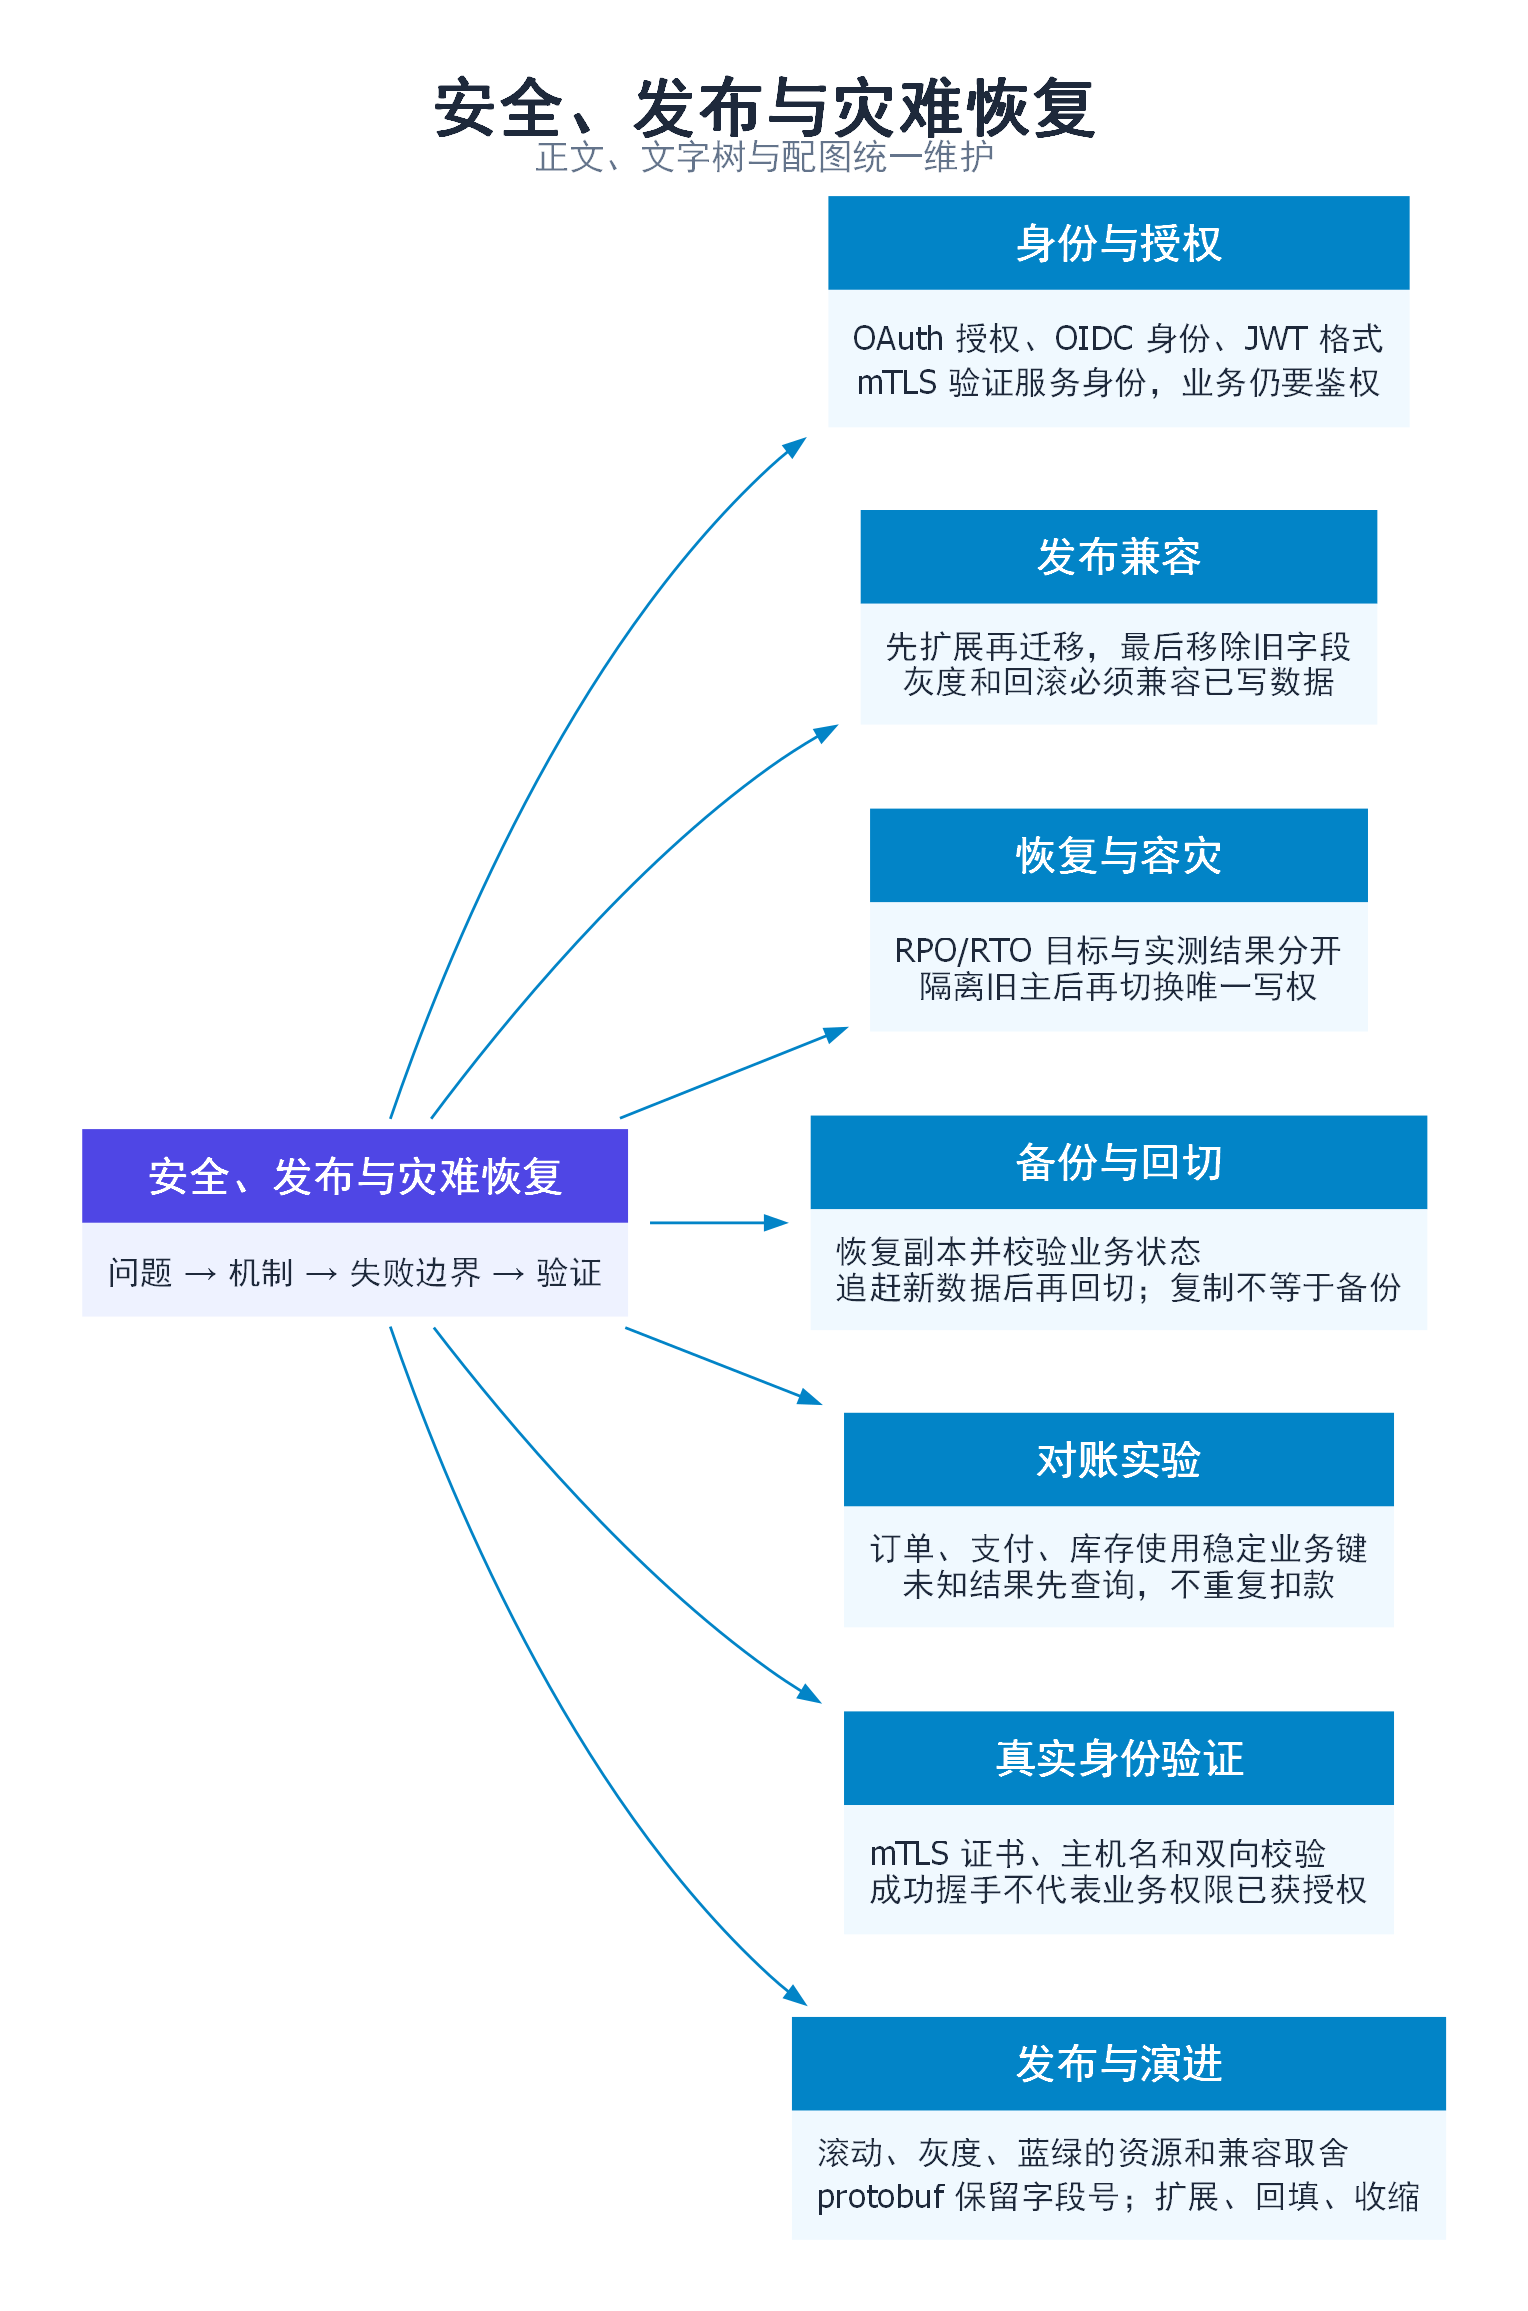 安全、发布与灾难恢复
正文、文字树与配图统一维护
身份与授权
OAuth 授权、OIDC 身份、JWT 格式
mTLS 验证服务身份，业务仍要鉴权
发布兼容
先扩展再迁移，最后移除旧字段
灰度和回滚必须兼容已写数据
恢复与容灾
RPO/RTO 目标与实测结果分开
隔离旧主后再切换唯一写权
安全、发布与灾难恢复
问题 → 机制 → 失败边界 → 验证
备份与回切
恢复副本并校验业务状态
追赶新数据后再回切；复制不等于备份
对账实验
订单、支付、库存使用稳定业务键
未知结果先查询，不重复扣款
真实身份验证
mTLS 证书、主机名和双向校验
成功握手不代表业务权限已获授权
发布与演进
滚动、灰度、蓝绿的资源和兼容取舍
protobuf 保留字段号；扩展、回填、收缩